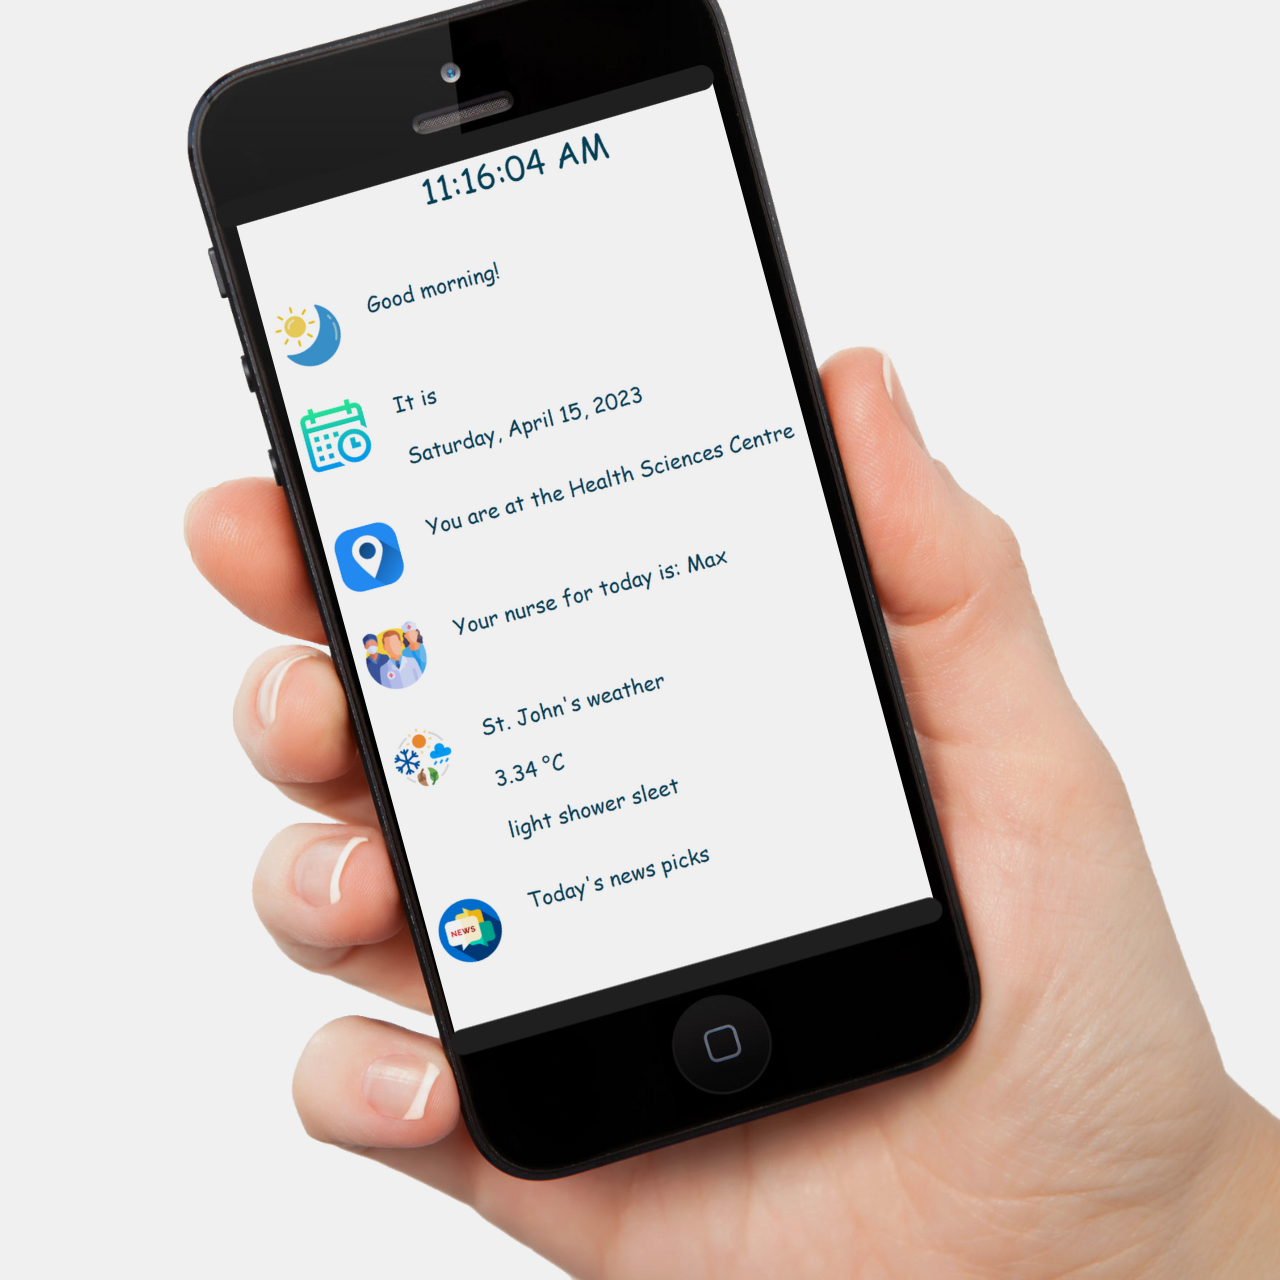 11:16:04 AM
Good morning!
It is
Saturday, April 15, 2023
You are at the Health Sciences Centre
Your nurse for today is: Max
St. John's weather
3.34 °C
light shower sleet
Today's news picks
NEWS